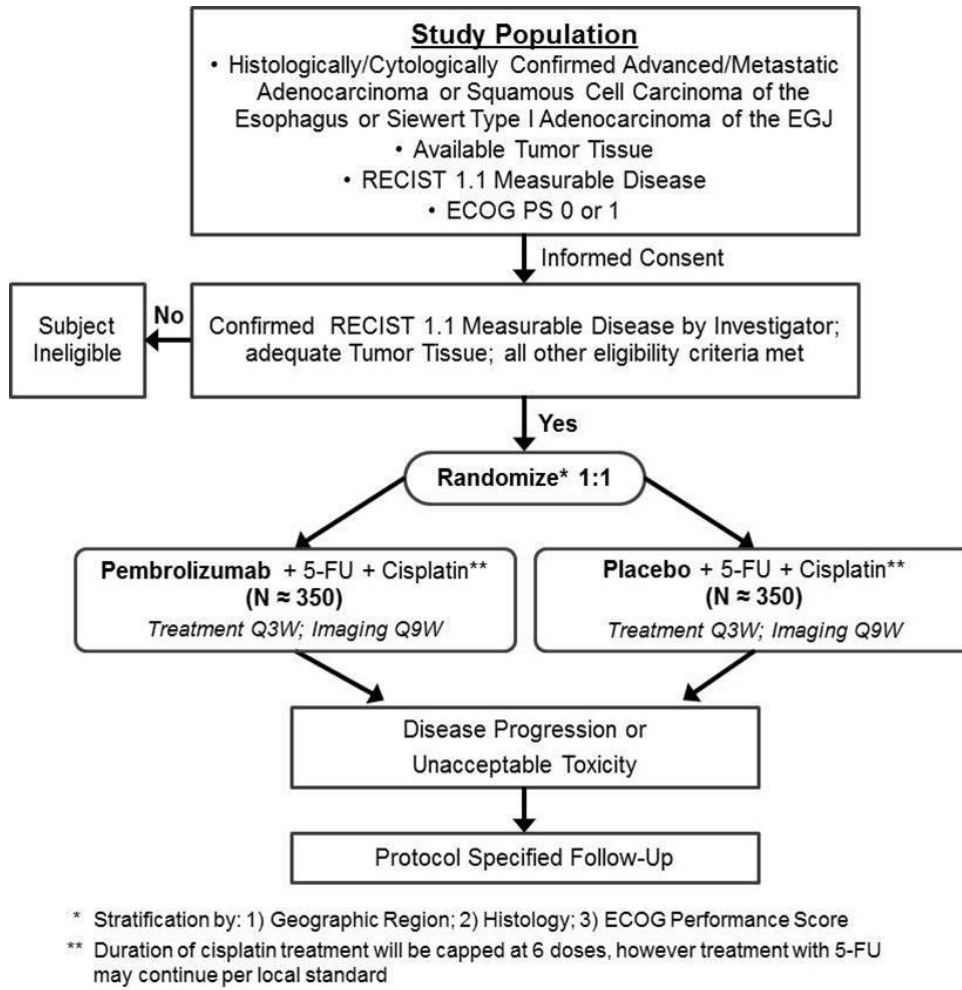 Study Population
• Histologically/Cytologically Confirmed Advanced/Metastatic
Adenocarcinoma or Squamous Cell Carcinoma of the
Esophagus or Siewert Type I Adenocarcinoma of the EGJ
• Available Tumor Tissue
• RECIST 1.1 Measurable Disease
• ECOG PS 0 or 1
Informed Consent
Subject
Ineligible
No
Confirmed RECIST 1.1 Measurable Disease by Investigator;
adequate Tumor Tissue; all other eligibility criteria met
Yes
Randomize* 1:1
Pembrolizumab + 5-FU + Cisplatin**
(N ≈ 350)
Treatment Q3W; Imaging Q9W
Placebo + 5-FU + Cisplatin**
(N ≈ 350)
Treatment Q3W; Imaging Q9W
Disease Progression or
Unacceptable Toxicity
Protocol Specified Follow-Up
* Stratification by: 1) Geographic Region; 2) Histology; 3) ECOG Performance Score
** Duration of cisplatin treatment will be capped at 6 doses, however treatment with 5-FU
may continue per local standard